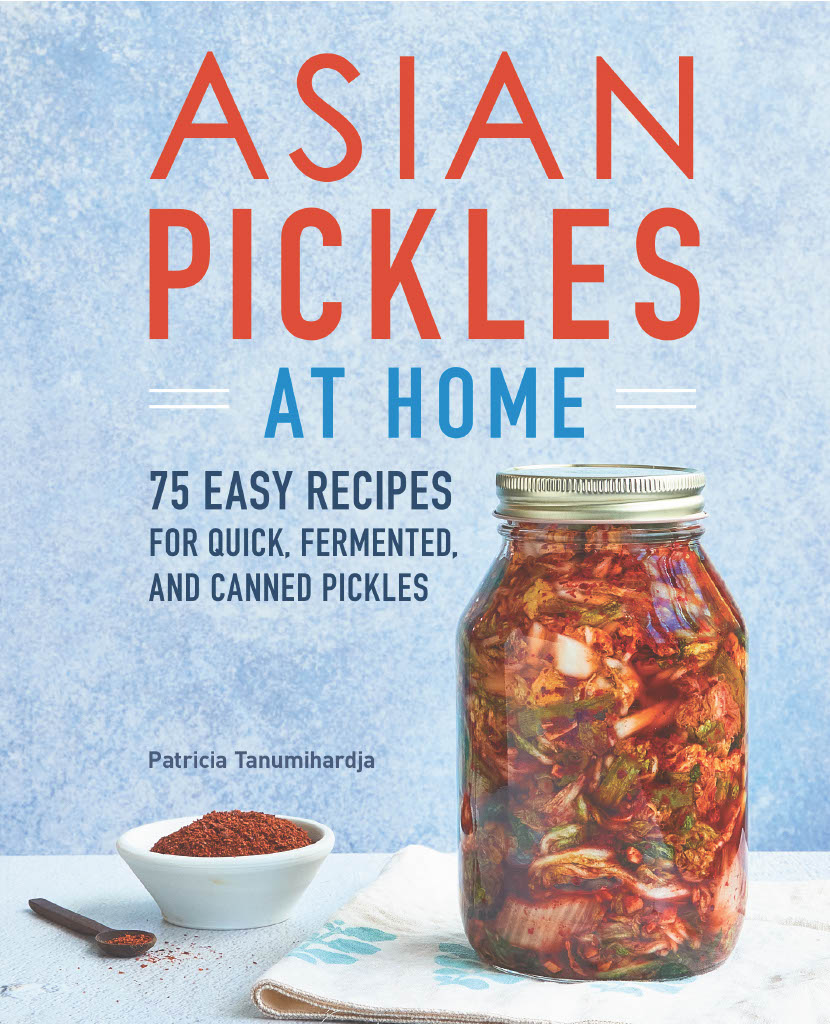 ASIAN
PICKLES
AT HOME
75 EASY RECIPES
FOR QUICK, FERMENTED,
AND CANNED PICKLES
Patricia Tanumihardja